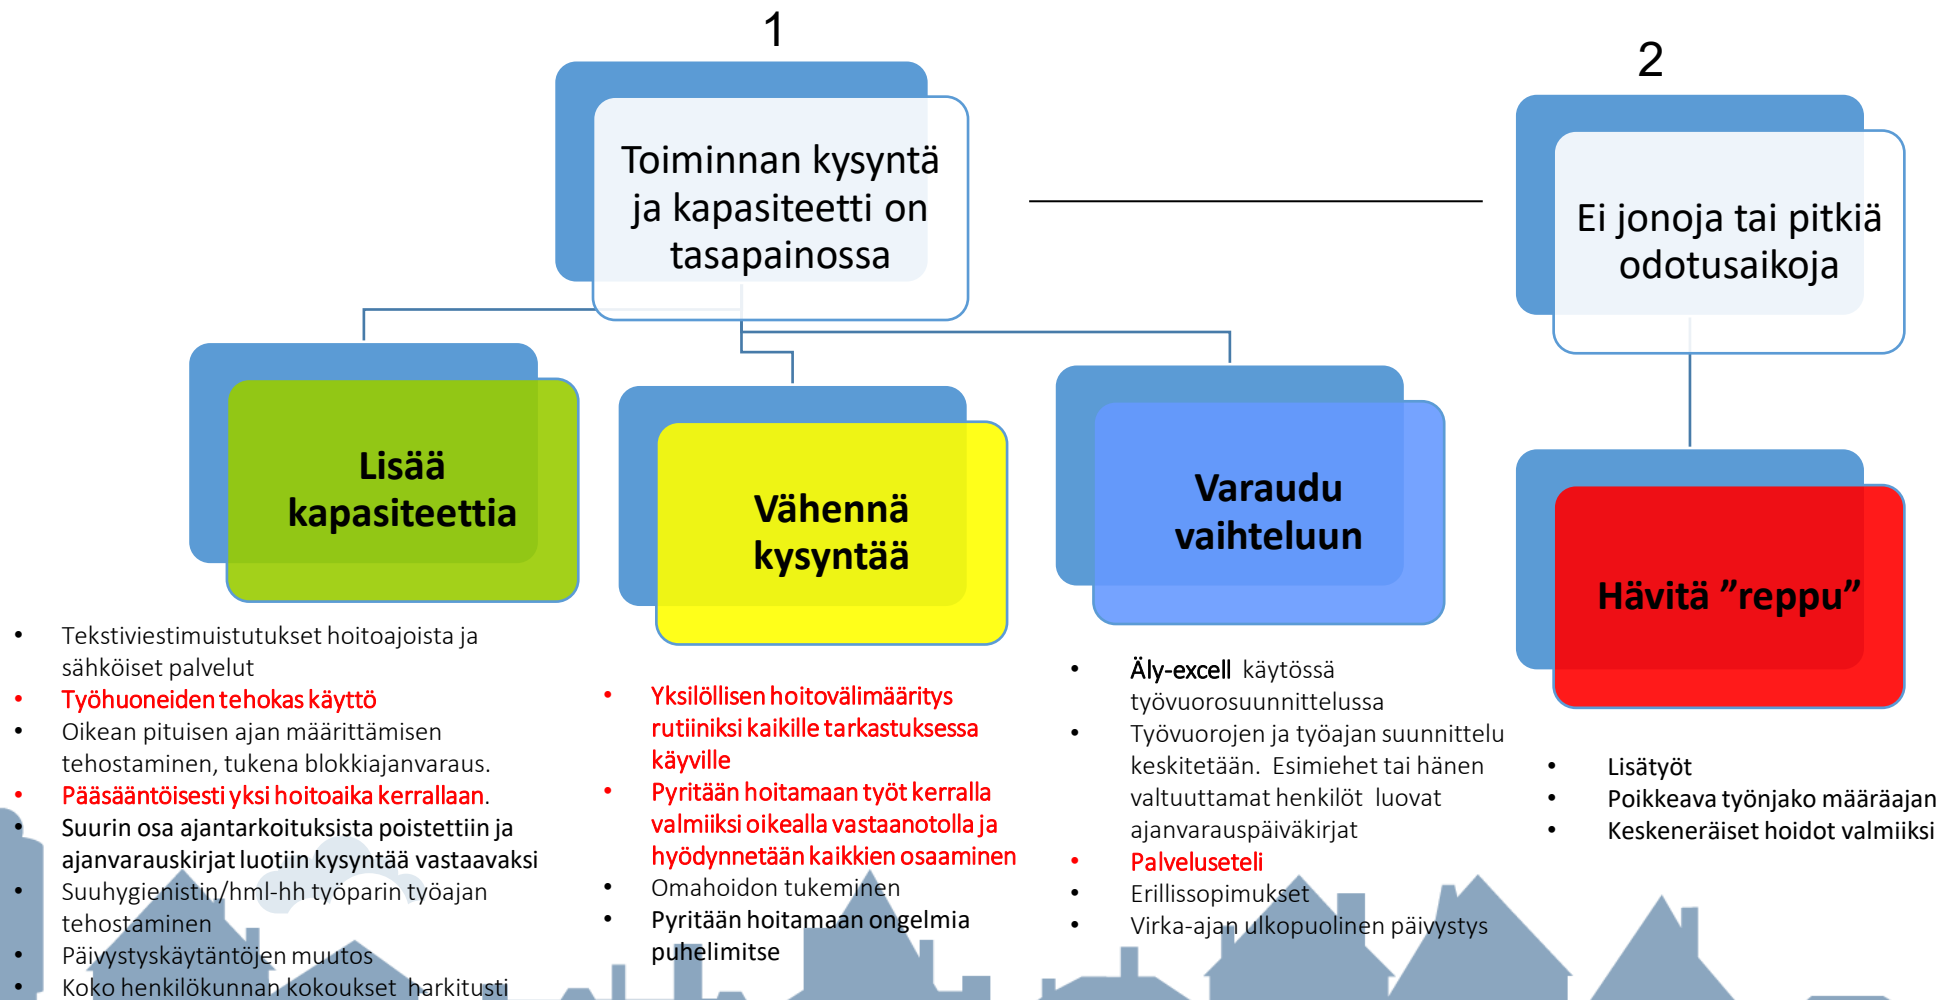 1
Toiminnan kysyntä
ja kapasiteetti on
tasapainossa
2
Ei jonoja tai pitkiä
odotusaikoja
Lisää
kapasiteettia
Vähennä
kysyntää
Varaudu
vaihteluun
Hävitä ”reppu”
• Tekstiviestimuistutukset hoitoajoista ja
sähköiset palvelut
• Työhuoneiden tehokas käyttö
• Oikean pituisen ajan määrittämisen
tehostaminen, tukena blokkiajanvaraus.
• Pääsääntöisesti yksi hoitoaika kerrallaan.
• Suurin osa ajantarkoituksista poistettiin ja
ajanvarauskirjat luotiin kysyntää vastaavaksi
• Suuhygienistin/hml-hh työparin työajan
tehostaminen
• Päivystyskäytäntöjen muutos
• Koko henkilökunnan kokoukset harkitusti
• Yksilöllisen hoitovälimääritys
rutiiniksi kaikille tarkastuksessa
käyville
• Pyritään hoitamaan työt kerralla
valmiiksi oikealla vastaanotolla ja
hyödynnetään kaikkien osaaminen
• Omahoidon tukeminen
• Pyritään hoitamaan ongelmia
puhelimitse
• Äly-excell käytössä
työvuorosuunnittelussa
• Työvuorojen ja työajan suunnittelu
keskitetään. Esimiehet tai hänen
valtuuttamat henkilöt luovat
ajanvarauspäiväkirjat
• Palveluseteli
• Erillissopimukset
• Virka-ajan ulkopuolinen päivystys
• Lisätyöt
• Poikkeava työnjako määräajan
• Keskeneräiset hoidot valmiiksi